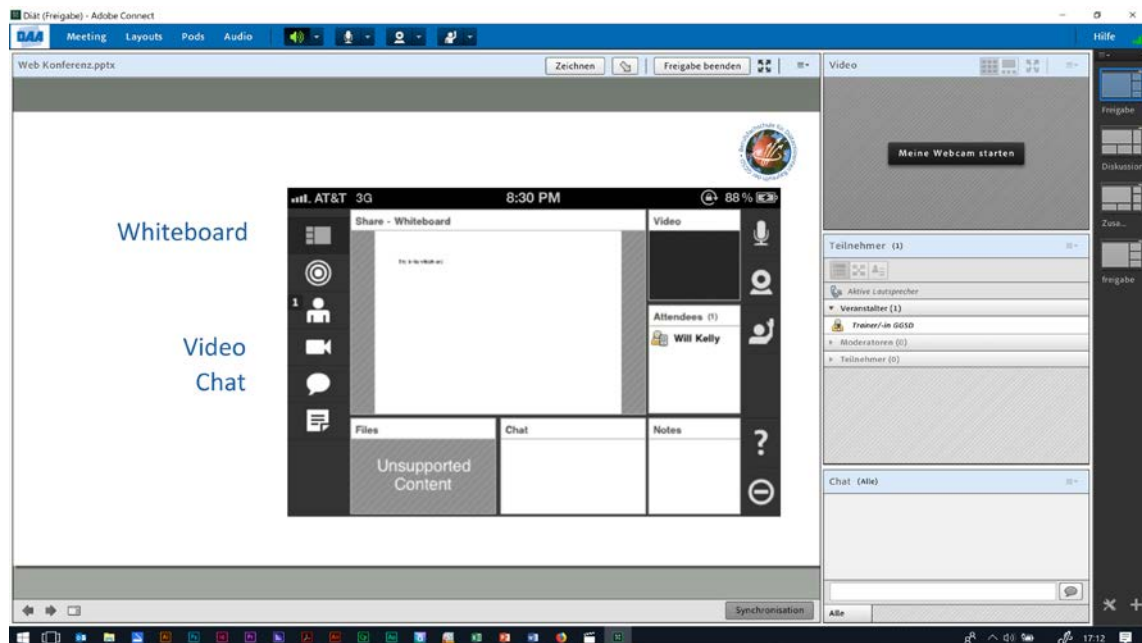 Diät (Freigabe) - Adobe Connect
DAA Meeting Layouts Pods Audio Hilfe
Web Konferenz.pptx
Zeichnen Freigabe beenden
Whiteboard
Video
Chat
AT&T 3G 8:30 PM 88%
Share - Whiteboard
Video
1
Attendees (1)
Will Kelly
Files
Unsupported
Content
Chat
Notes
?
Synchronisation
Video
Meine Webcam starten
Teilnehmer (1)
Aktive Lautsprecher
Veranstalter (1)
Trainer/-in GGSD
Moderatoren (0)
Teilnehmer (0)
Chat (Alle)
Alle
Freigabe
Diskussion
Zusa...
freigabe
17:12